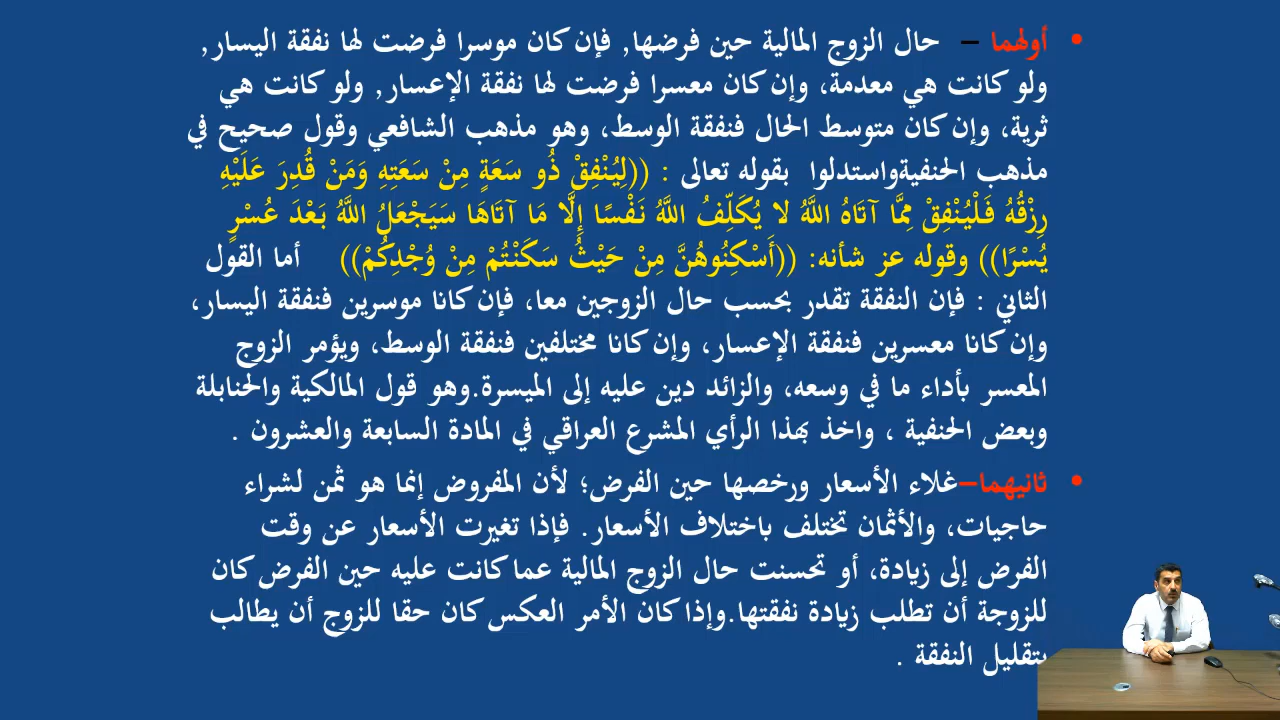 • أولهما – حال الزوج المالية حين فرضها, فإن كان موسرا فرضت لها نفقة اليسار,
ولو كانت هي معدمة، وإن كان معسرا فرضت لها نفقة الإعسار, ولو كانت هي
ثرية، وإن كان متوسط الحال فنفقة الوسط، وهو مذهب الشافعي وقول صحيح في
مذهب الحنفيةواستدلوا بقوله تعالى : ((لِيُنْفِقْ ذُو سَعَةٍ مِنْ سَعَتِهِ وَمَنْ قُدِرَ عَلَيْهِ
رِزْقُهُ فَلْيُنْفِقْ مِمَّا آتَاهُ اللَّهُ لا يُكَلِّفُ اللَّهُ نَفْسًا إِلَّا مَا آتَاهَا سَيَجْعَلُ اللَّهُ بَعْدَ عُسْرٍ
يُسْرًا)) وقوله عز شأنه: ((أَسْكِنُوهُنَّ مِنْ حَيْثُ سَكَنْتُمْ مِنْ وُجْدِكُمْ)) أما القول
الثاني : فإن النفقة تقدر بحسب حال الزوجين معا، فإن كانا موسرين فنفقة اليسار،
وإن كانا معسرين فنفقة الإعسار، وإن كانا مختلفين فنفقة الوسط، ويؤمر الزوج
المعسر بأداء ما في وسعه، والزائد دين عليه إلى الميسرة.وهو قول المالكية والحنابلة
وبعض الحنفية ، واخذ بهذا الرأي المشرع العراقي في المادة السابعة والعشرون .
• ثانيهما–غلاء الأسعار ورخصها حين الفرض؛ لأن المفروض إنما هو ثمن لشراء
حاجيات، والأثمان تختلف باختلاف الأسعار. فإذا تغيرت الأسعار عن وقت
الفرض إلى زيادة، أو تحسنت حال الزوج المالية عما كانت عليه حين الفرض كان
للزوجة أن تطلب زيادة نفقتها.وإذا كان الأمر العكس كان حقا للزوج أن يطالب
بتقليل النفقة .